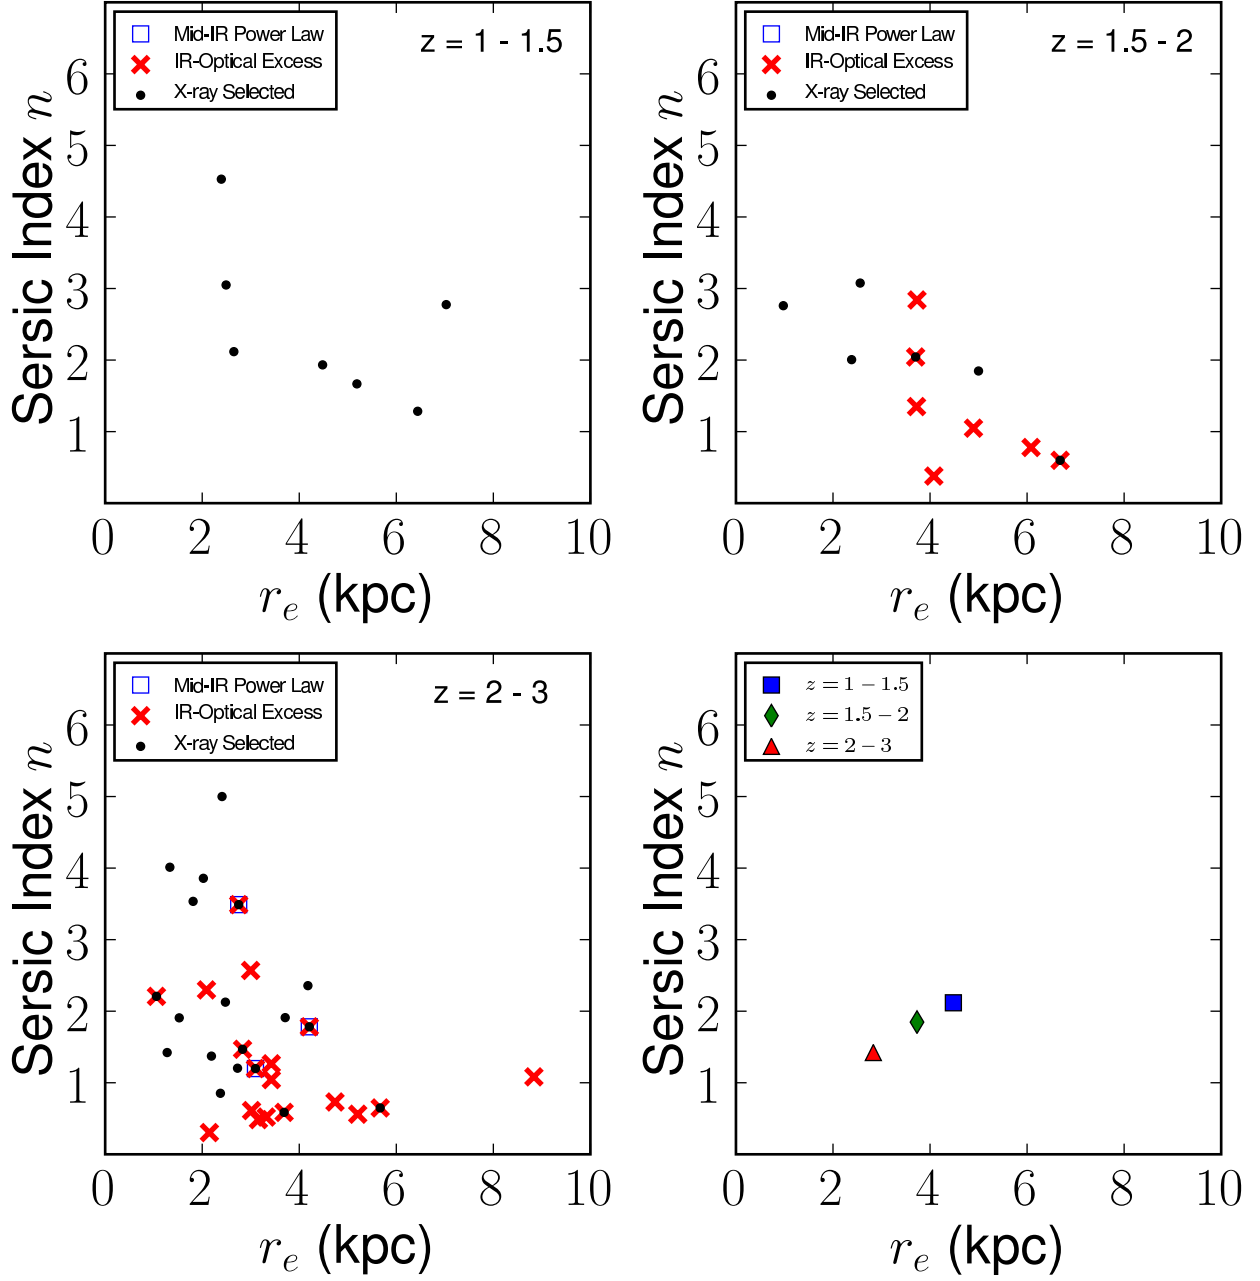 Mid-IR Power Law
IR-Optical Excess
X-ray Selected
z = 1 - 1.5
6
5
4
3
2
1
Sersic Index n
0 2 4 6 8 10
r_e (kpc)
Mid-IR Power Law
IR-Optical Excess
X-ray Selected
z = 1.5 - 2
6
5
4
3
2
1
Sersic Index n
0 2 4 6 8 10
r_e (kpc)
Mid-IR Power Law
IR-Optical Excess
X-ray Selected
z = 2 - 3
6
5
4
3
2
1
Sersic Index n
0 2 4 6 8 10
r_e (kpc)
z = 1 − 1.5
z = 1.5 − 2
z = 2 − 3
6
5
4
3
2
1
Sersic Index n
0 2 4 6 8 10
r_e (kpc)